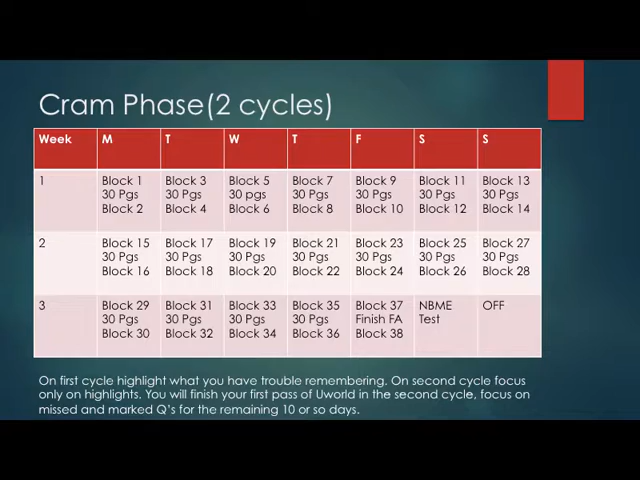 Cram Phase(2 cycles)
Week M T W T F S S
1 Block 1 Block 3 Block 5 Block 7 Block 9 Block 11 Block 13
30 Pgs 30 Pgs 30 pgs 30 Pgs 30 Pgs 30 Pgs 30 Pgs
Block 2 Block 4 Block 6 Block 8 Block 10 Block 12 Block 14
2 Block 15 Block 17 Block 19 Block 21 Block 23 Block 25 Block 27
30 Pgs 30 Pgs 30 Pgs 30 Pgs 30 Pgs 30 Pgs 30 Pgs
Block 16 Block 18 Block 20 Block 22 Block 24 Block 26 Block 28
3 Block 29 Block 31 Block 33 Block 35 Block 37 NBME OFF
30 Pgs 30 Pgs 30 Pgs 30 Pgs Finish FA Test
Block 30 Block 32 Block 34 Block 36 Block 38
On first cycle highlight what you have trouble remembering. On second cycle focus
only on highlights. You will finish your first pass of Uworld in the second cycle, focus on
missed and marked Q's for the remaining 10 or so days.